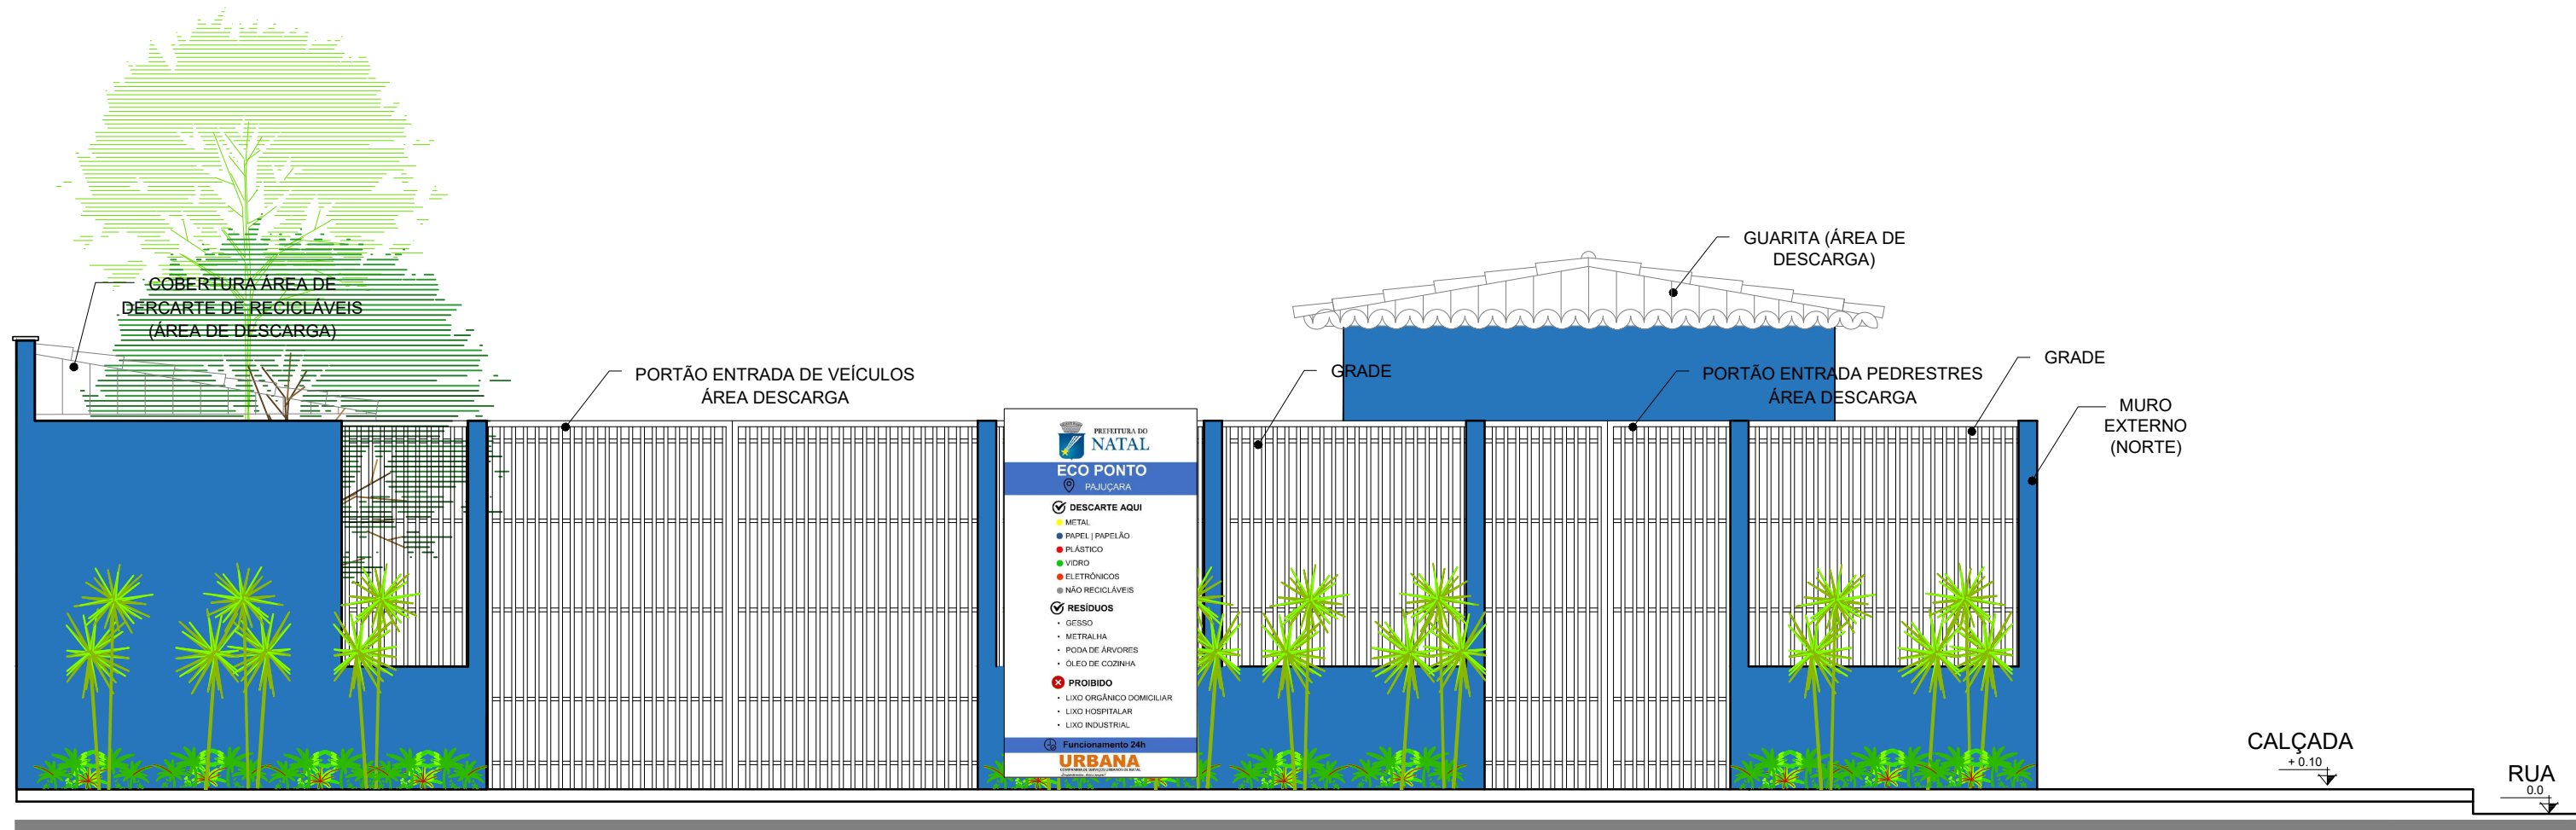 COBERTURA ÁREA DE
DERCARTE DE RECICLÁVEIS
(ÁREA DE DESCARGA)
PORTÃO ENTRADA DE VEÍCULOS
ÁREA DESCARGA
PREFEITURA DO
NATAL
ECO PONTO
PAJUÇARA
DESCARTE AQUI
METAL
PAPEL | PAPELÃO
PLÁSTICO
VIDRO
ELETRÔNICOS
NÃO RECICLÁVEIS
RESÍDUOS
• GESSO
• METRALHA
• PODA DE ÁRVORES
• ÓLEO DE COZINHA
PROIBIDO
• LIXO ORGÂNICO DOMICILIAR
• LIXO HOSPITALAR
• LIXO INDUSTRIAL
Funcionamento 24h
URBANA
GRADE
GUARITA (ÁREA DE
DESCARGA)
PORTÃO ENTRADA PEDRESTRES
ÁREA DESCARGA
GRADE
MURO
EXTERNO
(NORTE)
CALÇADA
+ 0.10
RUA
0.0